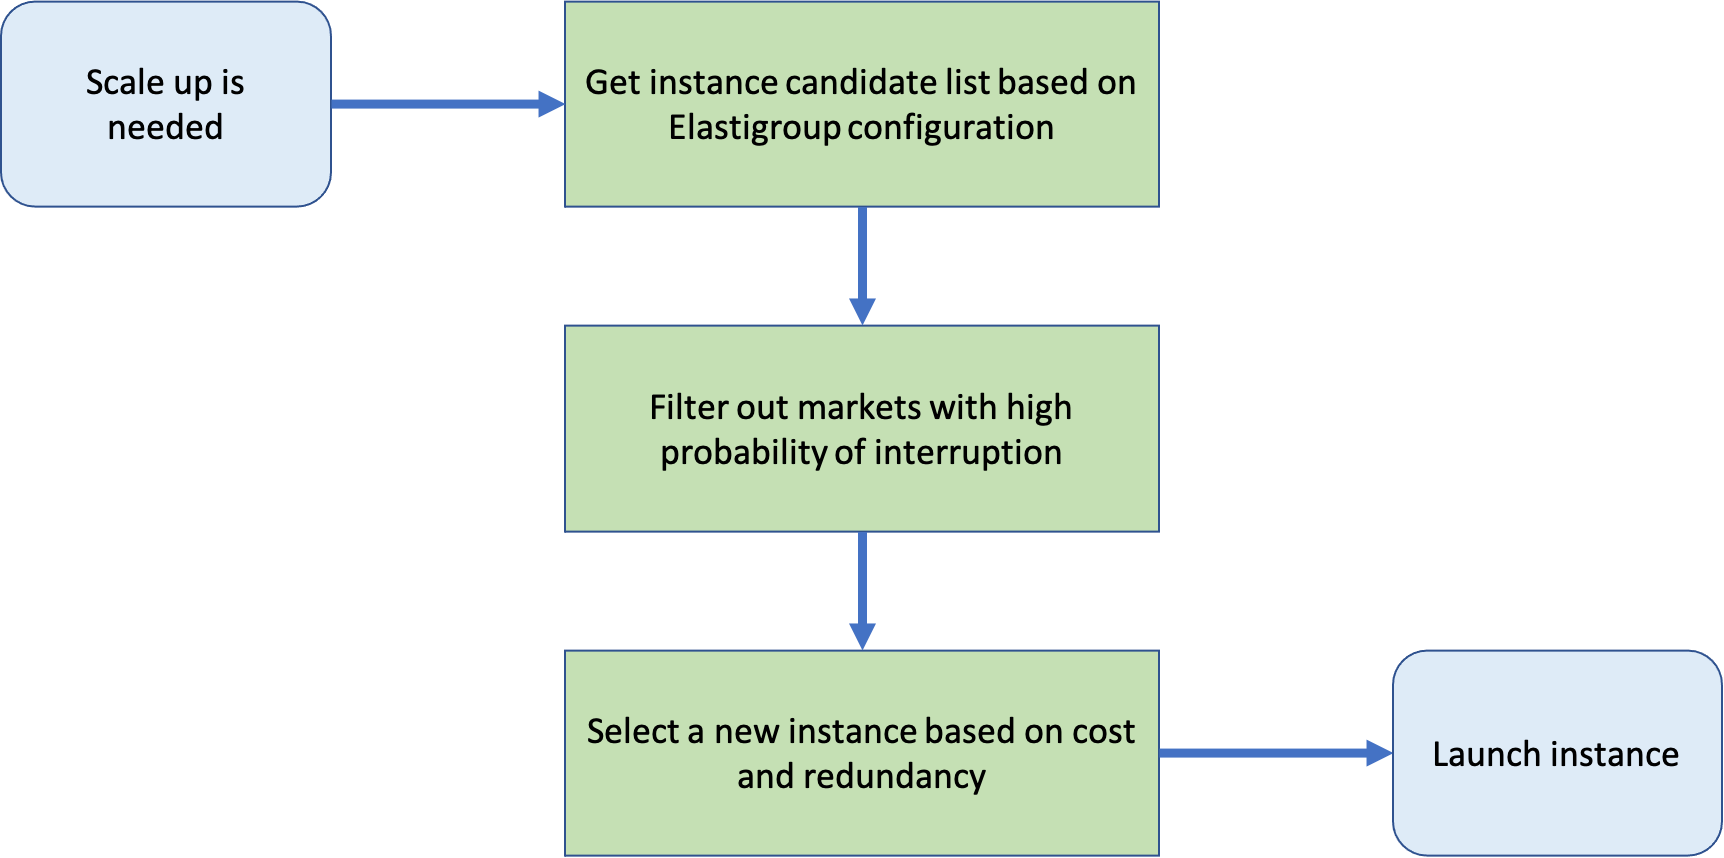 Scale up is
needed
Get instance candidate list based on
Elastigroup configuration
Filter out markets with high
probability of interruption
Select a new instance based on cost
and redundancy
Launch instance